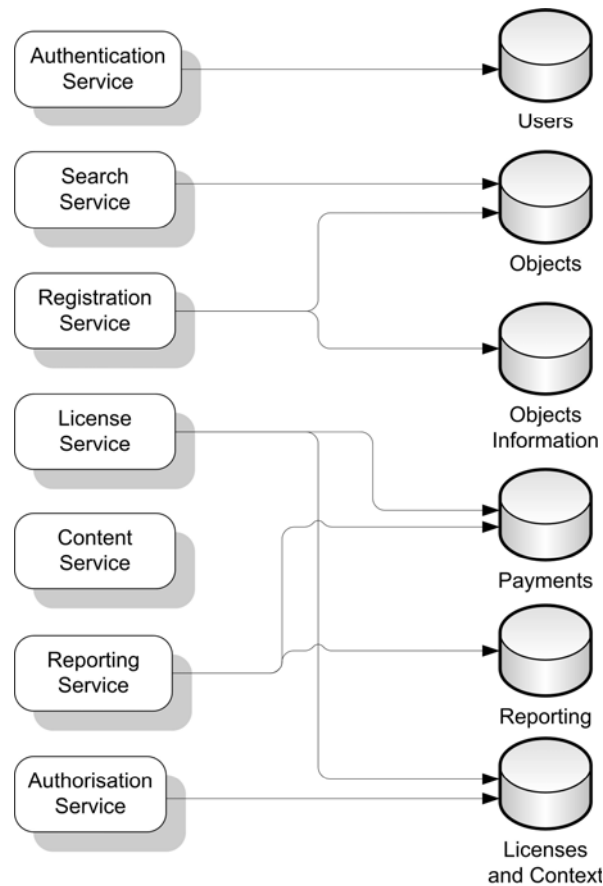 Authentication
Service
Users
Search
Service
Objects
Registration
Service
Objects
Information
License
Service
Content
Service
Payments
Reporting
Service
Reporting
Authorisation
Service
Licenses
and Context